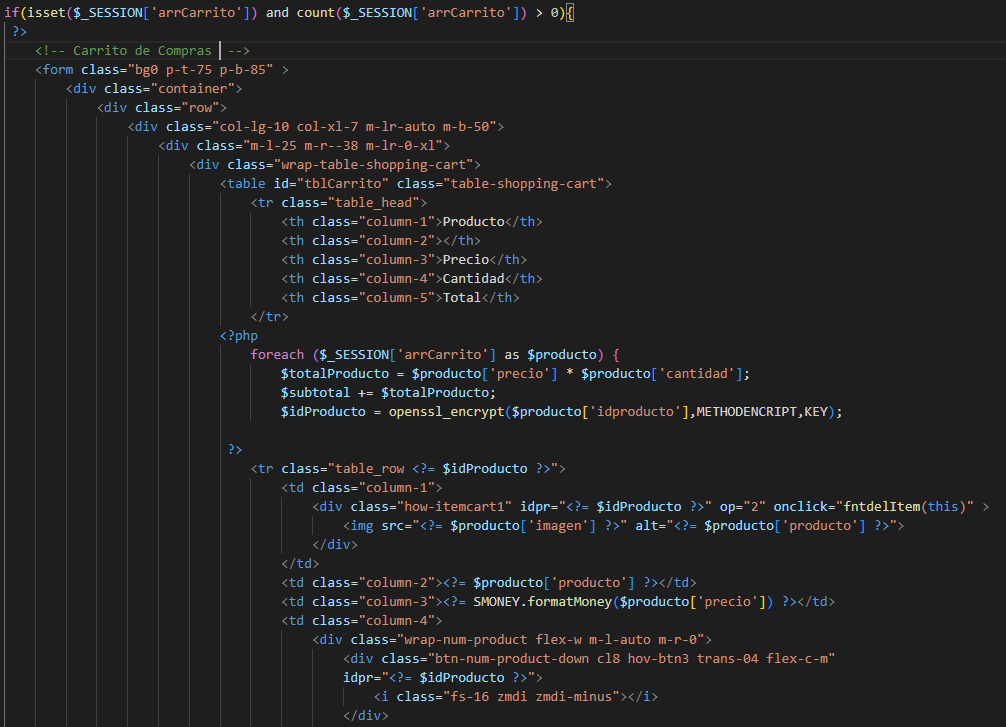 if(isset($_SESSION['arrCarrito']) and count($_SESSION['arrCarrito']) > 0){
?>
<!-- Carrito de Compras  -->
<form class="bg0 p-t-75 p-b-85" >
<div class="container">
<div class="row">
<div class="col-lg-10 col-xl-7 m-lr-auto m-b-50">
<div class="m-l-25 m-r--38 m-lr-0-xl">
<div class="wrap-table-shopping-cart">
<table id="tblCarrito" class="table-shopping-cart">
<tr class="table_head">
<th class="column-1">Producto</th>
<th class="column-2"></th>
<th class="column-3">Precio</th>
<th class="column-4">Cantidad</th>
<th class="column-5">Total</th>
</tr>
<?php
foreach ($_SESSION['arrCarrito'] as $producto) {
$totalProducto = $producto['precio'] * $producto['cantidad'];
$subtotal += $totalProducto;
$idProducto = openssl_encrypt($producto['idproducto'],METHODENCRIPT,KEY);
?>
<tr class="table_row <?= $idProducto ?>">
<td class="column-1">
<div class="how-itemcart1" idpr="<?= $idProducto ?>" op="2" onclick="fntdelItem(this)" >
<img src="<?= $producto['imagen'] ?>" alt="<?= $producto['producto'] ?>">
</div>
</td>
<td class="column-2"><?= $producto['producto'] ?></td>
<td class="column-3"><?= SMONEY.formatMoney($producto['precio']) ?></td>
<td class="column-4">
<div class="wrap-num-product flex-w m-l-auto m-r-0">
<div class="btn-num-product-down cl8 hov-btn3 trans-04 flex-c-m"
idpr="<?= $idProducto ?>">
<i class="fs-16 zmdi zmdi-minus"></i>
</div>